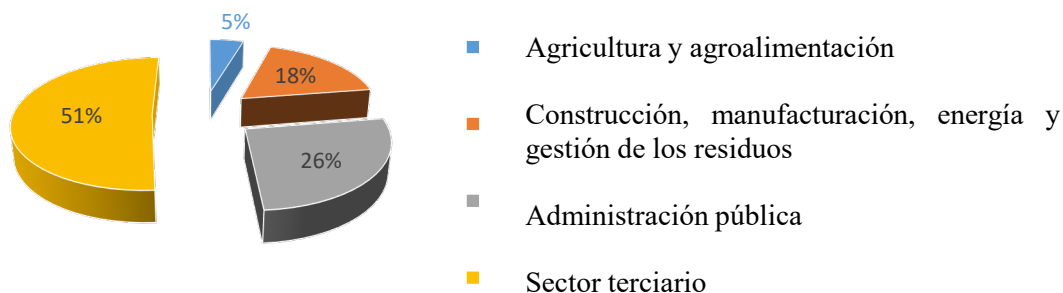 5%
18%
26%
51%
Agricultura y agroalimentación
Construcción, manufacturación, energía y
gestión de los residuos
Administración pública
Sector terciario